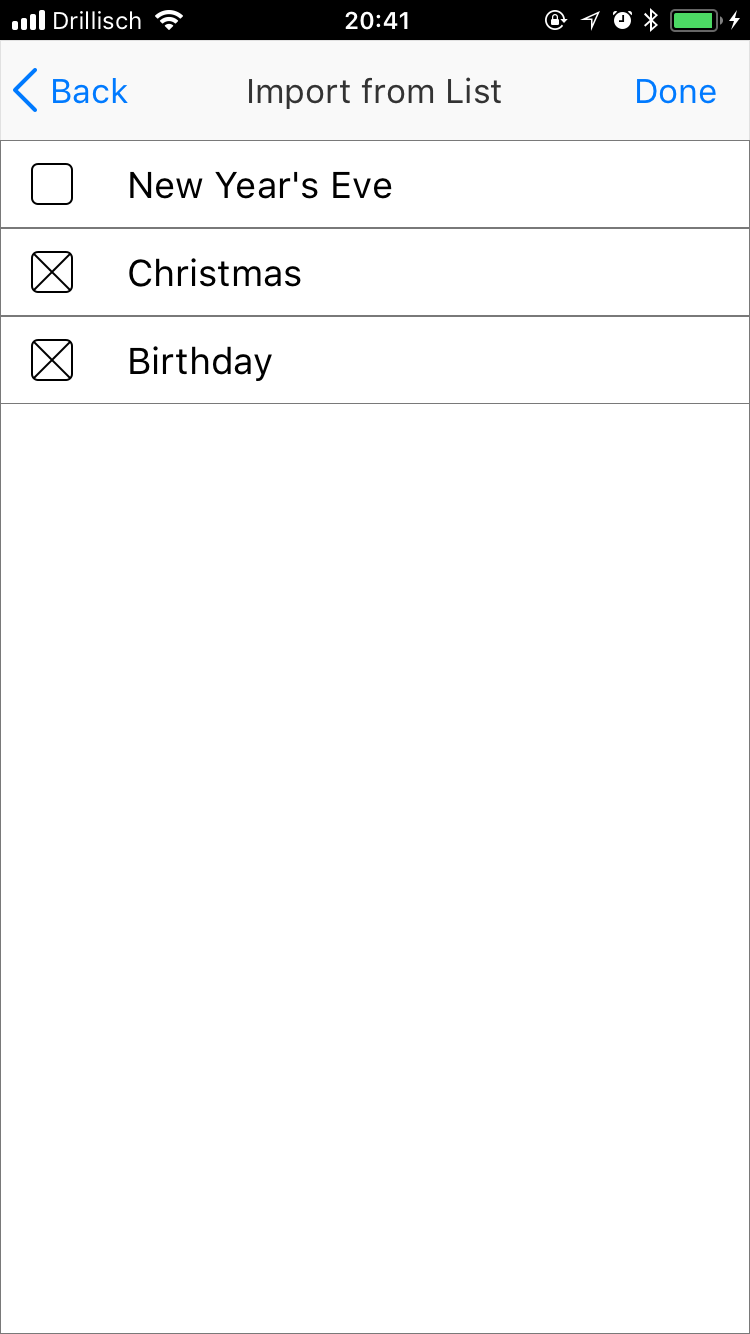 Drillisch 20:41
Back Import from List Done
New Year's Eve
Christmas
Birthday